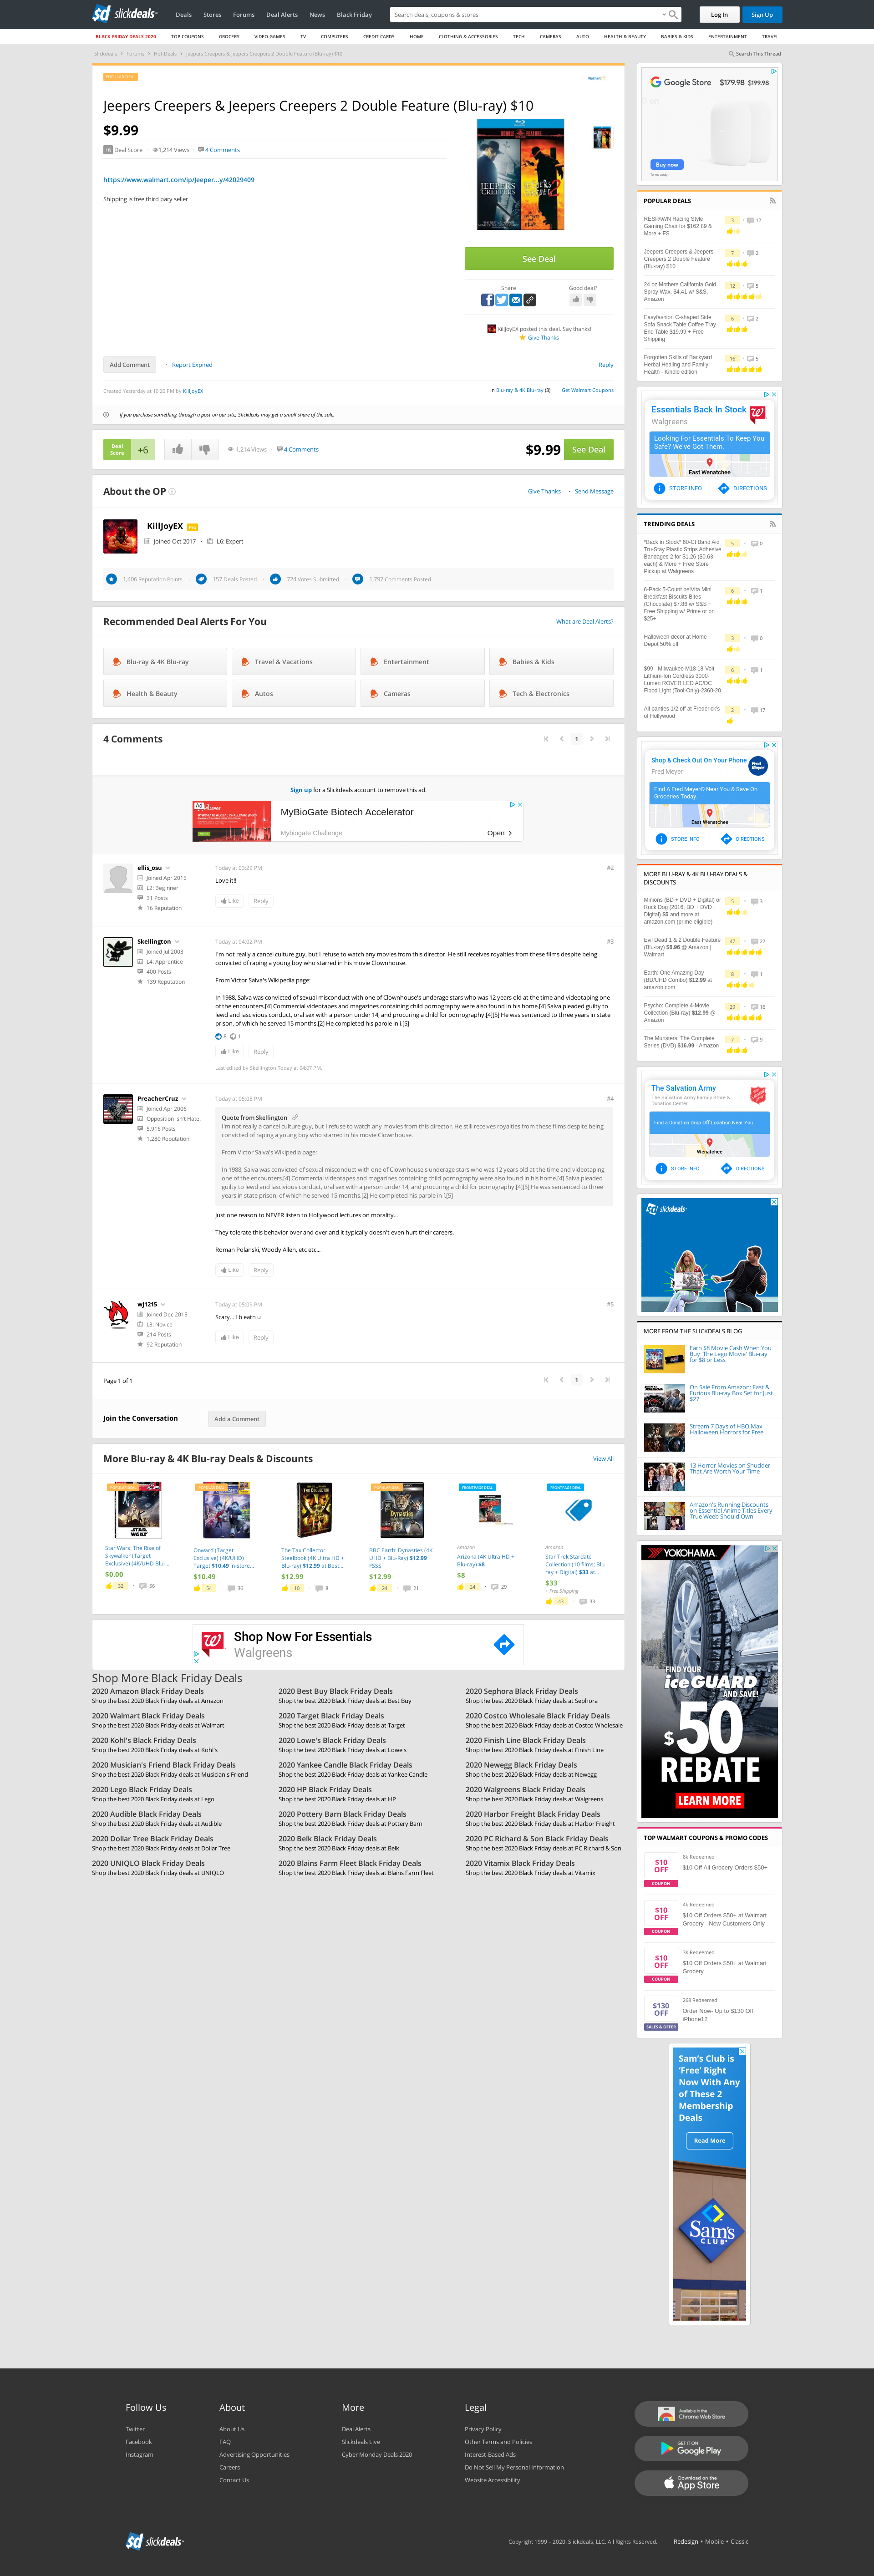 slickdeals
Deals
Stores
Forums
Deal Alerts
News
Black Friday
Search deals, coupons & stores
Log In
Sign Up
BLACK FRIDAY DEALS 2020
TOP COUPONS
GROCERY
VIDEO GAMES
TV
COMPUTERS
CREDIT CARDS
HOME
CLOTHING & ACCESSORIES
TECH
CAMERAS
AUTO
HEALTH & BEAUTY
BABIES & KIDS
ENTERTAINMENT
TRAVEL
Slickdeals > Forums > Hot Deals > Jeepers Creepers & Jeepers Creepers 2 Double Feature (Blu-ray) $10
Search This Thread
POPULAR DEAL
Walmart
Jeepers Creepers & Jeepers Creepers 2 Double Feature (Blu-ray) $10
$9.99
+6 Deal Score
1,214 Views
4 Comments
https://www.walmart.com/ip/Jeeper...y/42029409
Shipping is free third pary seller
JEEPERS
CREEPERS
JEEPERS
CREEPERS
2
See Deal
Share
Good deal?
KillJoyEX posted this deal. Say thanks!
Give Thanks
Add Comment
Report Expired
Reply
Created Yesterday at 10:20 PM by KillJoyEX
in Blu-ray & 4K Blu-ray (3)
Get Walmart Coupons
If you purchase something through a post on our site, Slickdeals may get a small share of the sale.
Deal
Score
+6
1,214 Views
4 Comments
$9.99
See Deal
About the OP
Give Thanks
Send Message
KillJoyEX
Pro
Joined Oct 2017
L6: Expert
1,406 Reputation Points
157 Deals Posted
724 Votes Submitted
1,797 Comments Posted
Recommended Deal Alerts For You
What are Deal Alerts?
Blu-ray & 4K Blu-ray
Travel & Vacations
Entertainment
Babies & Kids
Health & Beauty
Autos
Cameras
Tech & Electronics
4 Comments
1
Sign up for a Slickdeals account to remove this ad.
Ad
MyBioGate Biotech Accelerator
Mybiogate Challenge
Open
ellis_osu
Joined Apr 2015
L2: Beginner
31 Posts
16 Reputation
Today at 03:29 PM
#2
Love it!!
Like
Reply
Skellington
Joined Jul 2003
L4: Apprentice
400 Posts
139 Reputation
Today at 04:02 PM
#3
I'm not really a cancel culture guy, but I refuse to watch any movies from this director. He still receives royalties from these films despite being
convicted of raping a young boy who starred in his movie Clownhouse.
From Victor Salva's Wikipedia page:
In 1988, Salva was convicted of sexual misconduct with one of Clownhouse's underage stars who was 12 years old at the time and videotaping one
of the encounters.[4] Commercial videotapes and magazines containing child pornography were also found in his home.[4] Salva pleaded guilty to
lewd and lascivious conduct, oral sex with a person under 14, and procuring a child for pornography.[4][5] He was sentenced to three years in state
prison, of which he served 15 months.[2] He completed his parole in i.[5]
8
1
Like
Reply
Last edited by Skellington Today at 04:07 PM
PreacherCruz
Joined Apr 2006
Opposition isn't Hate.
5,916 Posts
1,280 Reputation
Today at 05:08 PM
#4
Quote from Skellington
I'm not really a cancel culture guy, but I refuse to watch any movies from this director. He still receives royalties from these films despite being
convicted of raping a young boy who starred in his movie Clownhouse.
From Victor Salva's Wikipedia page:
In 1988, Salva was convicted of sexual misconduct with one of Clownhouse's underage stars who was 12 years old at the time and videotaping
one of the encounters.[4] Commercial videotapes and magazines containing child pornography were also found in his home.[4] Salva pleaded
guilty to lewd and lascivious conduct, oral sex with a person under 14, and procuring a child for pornography.[4][5] He was sentenced to three
years in state prison, of which he served 15 months.[2] He completed his parole in i.[5]
Just one reason to NEVER listen to Hollywood lectures on morality...
They tolerate this behavior over and over and it typically doesn't even hurt their careers.
Roman Polanski, Woody Allen, etc etc...
Like
Reply
wj1215
Joined Dec 2015
L3: Novice
214 Posts
92 Reputation
Today at 05:09 PM
#5
Scary... I b eatn u
Like
Reply
Page 1 of 1
1
Join the Conversation
Add a Comment
More Blu-ray & 4K Blu-ray Deals & Discounts
View All
POPULAR DEAL
STAR WARS
Star Wars: The Rise of
Skywalker (Target
Exclusive) (4K/UHD Blu-...
$0.00
32
56
POPULAR DEAL
Onward (Target
Exclusive) (4K/UHD) :
Target $10.49 in-store...
$10.49
54
36
The Tax Collector
Steelbook (4K Ultra HD +
Blu-ray) $12.99 at Best...
$12.99
10
8
POPULAR DEAL
Dynasties
BBC Earth: Dynasties (4K
UHD + Blu-Ray) $12.99
FSSS
$12.99
24
21
FRONTPAGE DEAL
Amazon
Arizona (4K Ultra HD +
Blu-ray) $8
$8
24
29
FRONTPAGE DEAL
Amazon
Star Trek Stardate
Collection (10 films; Blu
ray + Digital) $33 at...
$33
+ Free Shipping
43
33
Shop Now For Essentials
Walgreens
Shop More Black Friday Deals
2020 Amazon Black Friday Deals
Shop the best 2020 Black Friday deals at Amazon
2020 Best Buy Black Friday Deals
Shop the best 2020 Black Friday deals at Best Buy
2020 Sephora Black Friday Deals
Shop the best 2020 Black Friday deals at Sephora
2020 Walmart Black Friday Deals
Shop the best 2020 Black Friday deals at Walmart
2020 Target Black Friday Deals
Shop the best 2020 Black Friday deals at Target
2020 Costco Wholesale Black Friday Deals
Shop the best 2020 Black Friday deals at Costco Wholesale
2020 Kohl's Black Friday Deals
Shop the best 2020 Black Friday deals at Kohl's
2020 Lowe's Black Friday Deals
Shop the best 2020 Black Friday deals at Lowe's
2020 Finish Line Black Friday Deals
Shop the best 2020 Black Friday deals at Finish Line
2020 Musician's Friend Black Friday Deals
Shop the best 2020 Black Friday deals at Musician's Friend
2020 Yankee Candle Black Friday Deals
Shop the best 2020 Black Friday deals at Yankee Candle
2020 Newegg Black Friday Deals
Shop the best 2020 Black Friday deals at Newegg
2020 Lego Black Friday Deals
Shop the best 2020 Black Friday deals at Lego
2020 HP Black Friday Deals
Shop the best 2020 Black Friday deals at HP
2020 Walgreens Black Friday Deals
Shop the best 2020 Black Friday deals at Walgreens
2020 Audible Black Friday Deals
Shop the best 2020 Black Friday deals at Audible
2020 Pottery Barn Black Friday Deals
Shop the best 2020 Black Friday deals at Pottery Barn
2020 Harbor Freight Black Friday Deals
Shop the best 2020 Black Friday deals at Harbor Freight
2020 Dollar Tree Black Friday Deals
Shop the best 2020 Black Friday deals at Dollar Tree
2020 Belk Black Friday Deals
Shop the best 2020 Black Friday deals at Belk
2020 PC Richard & Son Black Friday Deals
Shop the best 2020 Black Friday deals at PC Richard & Son
2020 UNIQLO Black Friday Deals
Shop the best 2020 Black Friday deals at UNIQLO
2020 Blains Farm Fleet Black Friday Deals
Shop the best 2020 Black Friday deals at Blains Farm Fleet
2020 Vitamix Black Friday Deals
Shop the best 2020 Black Friday deals at Vitamix
Google Store
$179.98 $199.98
Buy now
POPULAR DEALS
RESPAWN Racing Style
Gaming Chair for $162.89 &
More + FS
3
12
Jeepers Creepers & Jeepers
Creepers 2 Double Feature
(Blu-ray) $10
7
2
24 oz Mothers California Gold
Spray Wax, $4.41 w/ S&S,
Amazon
12
5
Easyfashion C-shaped Side
Sofa Snack Table Coffee Tray
End Table $19.99 + Free
Shipping
6
2
Forgotten Skills of Backyard
Herbal Healing and Family
Health - Kindle edition
16
5
Essentials Back In Stock
Walgreens
Looking For Essentials To Keep You
Safe? We've Got Them.
East Wenatchee
STORE INFO
DIRECTIONS
TRENDING DEALS
*Back in Stock* 60-Ct Band Aid
Tru-Stay Plastic Strips Adhesive
Bandages 2 for $1.26 ($0.63
each) & More + Free Store
Pickup at Walgreens
5
0
6-Pack 5-Count belVita Mini
Breakfast Biscuits Bites
(Chocolate) $7.86 w/ S&S +
Free Shipping w/ Prime or on
$25+
6
1
Halloween decor at Home
Depot 50% off
3
0
$99 - Milwaukee M18 18-Volt
Lithium-Ion Cordless 3000-
Lumen ROVER LED AC/DC
Flood Light (Tool-Only)-2360-20
6
1
All panties 1/2 off at Frederick's
of Hollywood
2
17
Shop & Check Out On Your Phone
Fred Meyer
Find A Fred Meyer® Near You & Save On
Groceries Today.
East Wenatchee
STORE INFO
DIRECTIONS
MORE BLU-RAY & 4K BLU-RAY DEALS &
DISCOUNTS
Minions (BD + DVD + Digital) or
Rock Dog (2016: BD + DVD +
Digital) $5 and more at
amazon.com (prime eligible)
5
3
Evil Dead 1 & 2 Double Feature
(Blu-ray) $6.96 @ Amazon |
Walmart
47
22
Earth: One Amazing Day
(BD/UHD Combo) $12.99 at
amazon.com
8
1
Psycho: Complete 4-Movie
Collection (Blu-ray) $12.99 @
Amazon
29
16
The Munsters: The Complete
Series (DVD) $16.99 - Amazon
7
9
The Salvation Army
The Salvation Army Family Store &
Donation Center
Find a Donation Drop Off Location Near You
Wenatchee
STORE INFO
DIRECTIONS
slickdeals
MORE FROM THE SLICKDEALS BLOG
Earn $8 Movie Cash When You
Buy 'The Lego Movie' Blu-ray
for $8 or Less
On Sale From Amazon: Fast &
Furious Blu-ray Box Set for Just
$27
Stream 7 Days of HBO Max
Halloween Horrors for Free
13 Horror Movies on Shudder
That Are Worth Your Time
Amazon's Running Discounts
on Essential Anime Titles Every
True Weeb Should Own
YOKOHAMA
FIND YOUR
iceGUARD
AND SAVE!
$50
REBATE
LEARN MORE
TOP WALMART COUPONS & PROMO CODES
$10
OFF
COUPON
8k Redeemed
$10 Off All Grocery Orders $50+
$10
OFF
COUPON
4k Redeemed
$10 Off Orders $50+ at Walmart
Grocery - New Customers Only
$10
OFF
COUPON
3k Redeemed
$10 Off Orders $50+ at Walmart
Grocery
$130
OFF
SALES & OFFER
268 Redeemed
Order Now- Up to $130 Off
iPhone12
Sam's Club is
'Free' Right
Now With Any
of These 2
Membership
Deals
Read More
Sam's
CLUB
Follow Us
Twitter
Facebook
Instagram
About
About Us
FAQ
Advertising Opportunities
Careers
Contact Us
More
Deal Alerts
Slickdeals Live
Cyber Monday Deals 2020
Legal
Privacy Policy
Other Terms and Policies
Interest-Based Ads
Do Not Sell My Personal Information
Website Accessibility
Available in the
Chrome Web Store
GET IT ON
Google Play
Download on the
App Store
slickdeals
Copyright 1999 – 2020. Slickdeals, LLC. All Rights Reserved.
Redesign • Mobile • Classic